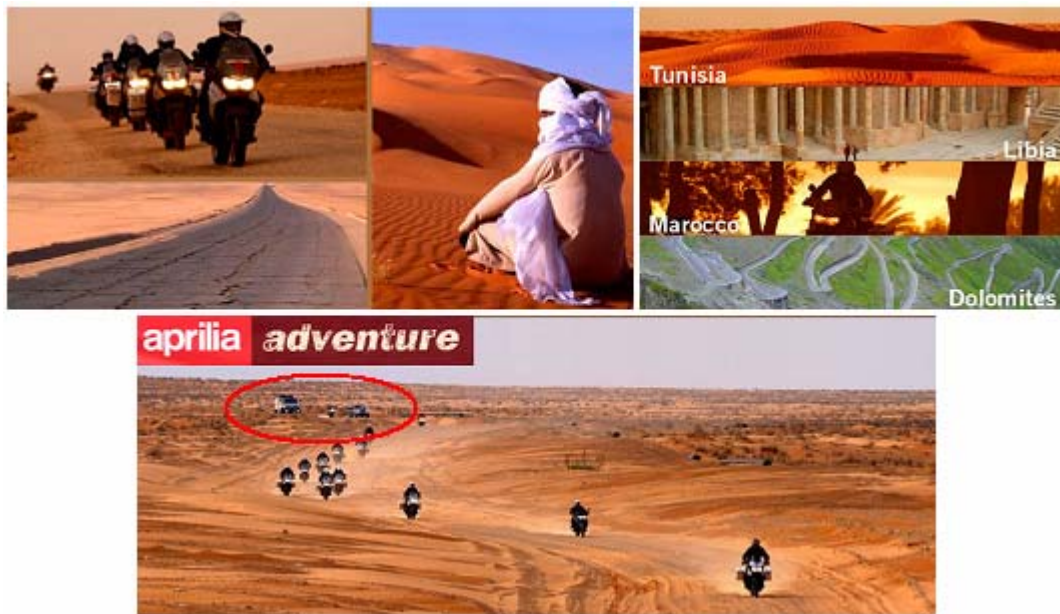 Tunisia
Libia
Marocco
Dolomites
aprilia adventure